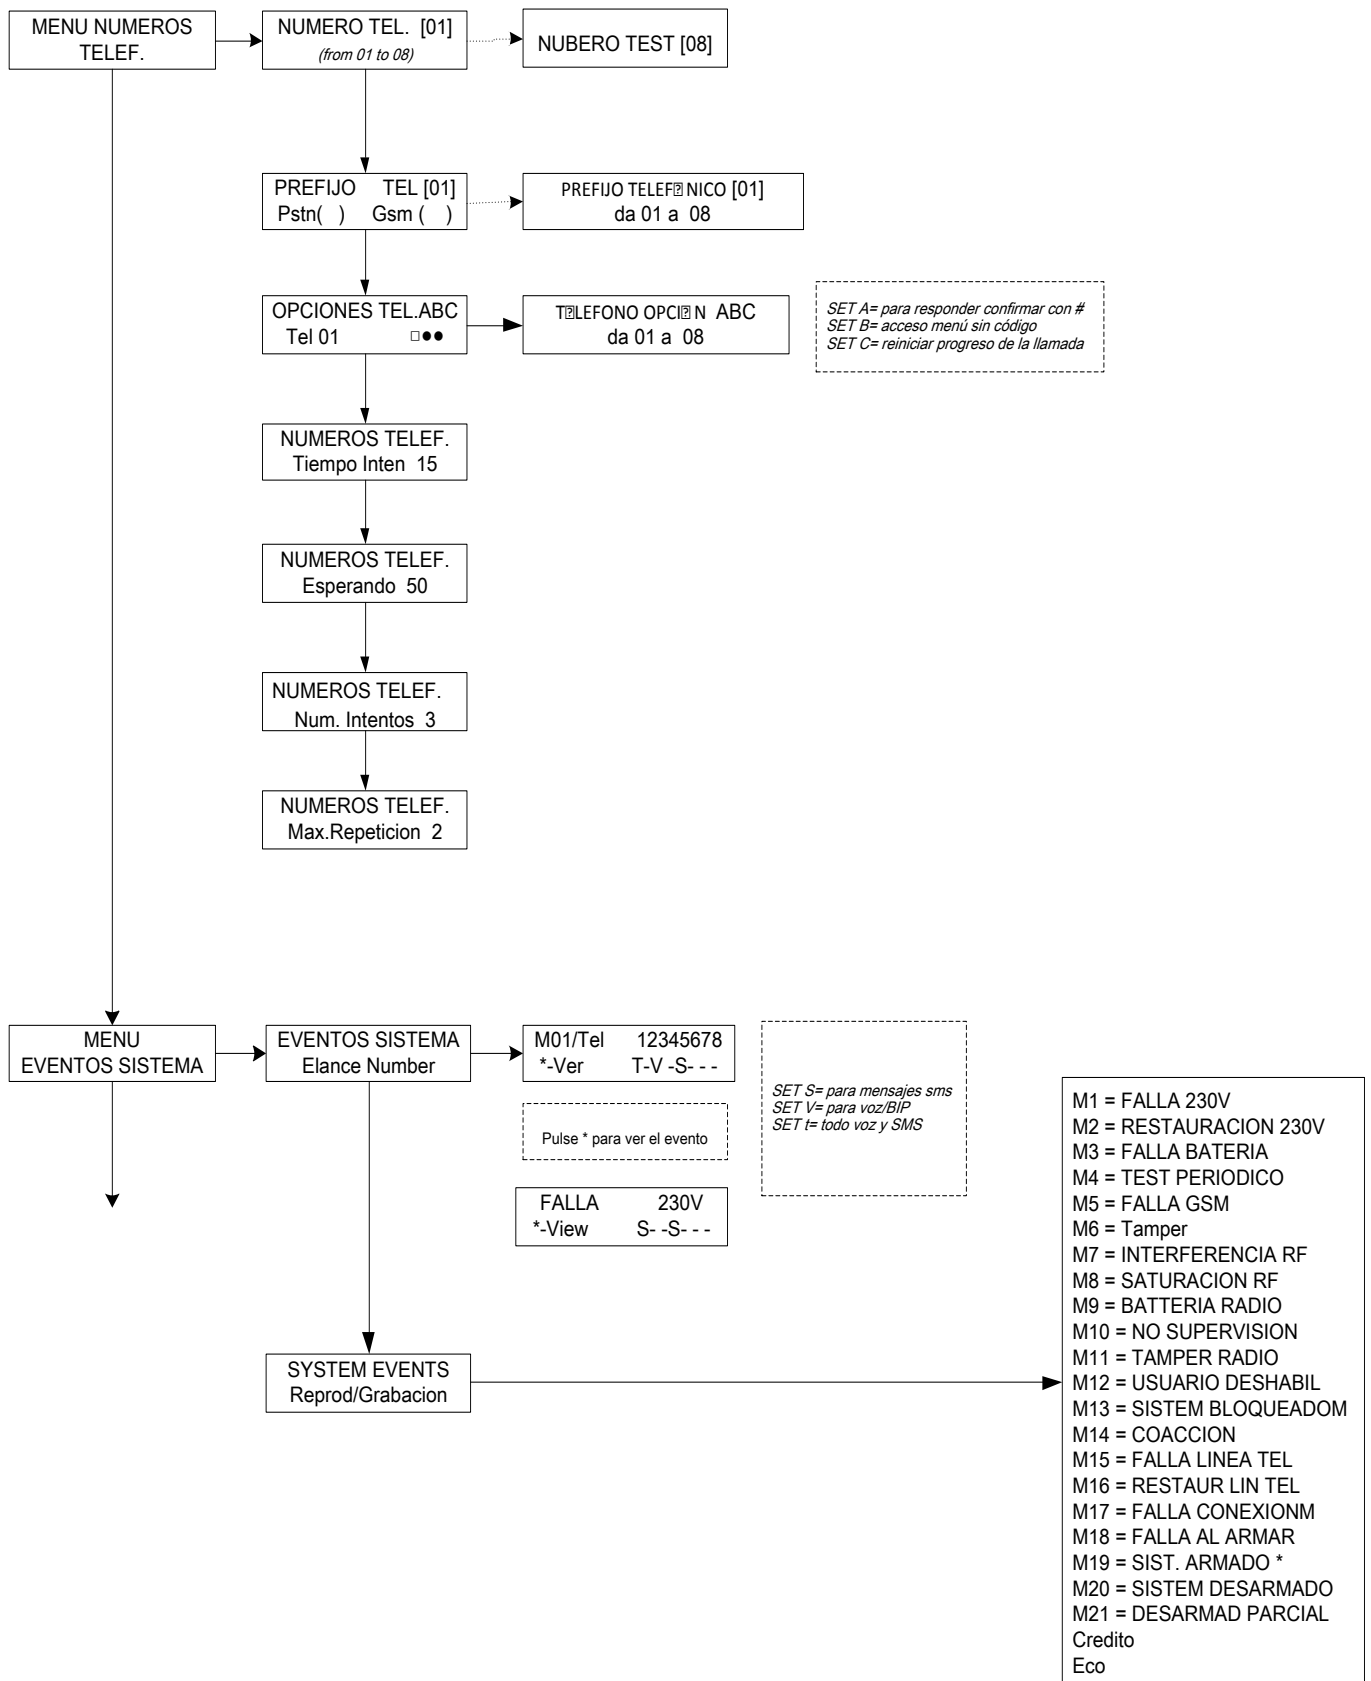 MENU NUMEROS
TELEF.
NUMERO TEL. [01]
(from 01 to 08)
NUBERO TEST [08]
PREFIJO TEL [01]
Pstn( ) Gsm ( )
PREFIJO TELEF⍰NICO [01]
da 01 a 08
OPCIONES TEL.ABC
Tel 01 □●●
T⍰LEFONO OPCI⍰N ABC
da 01 a 08
SET A= para responder confirmar con #
SET B= acceso menú sin código
SET C= reiniciar progreso de la llamada
NUMEROS TELEF.
Tiempo Inten 15
NUMEROS TELEF.
Esperando 50
NUMEROS TELEF.
Num. Intentos 3
NUMEROS TELEF.
Max.Repeticion 2
MENU
EVENTOS SISTEMA
EVENTOS SISTEMA
Elance Number
M01/Tel 12345678
*-Ver T-V -S- - -
Pulse * para ver el evento
FALLA 230V
*-View S- -S- - -
SET S= para mensajes sms
SET V= para voz/BIP
SET t= todo voz y SMS
SYSTEM EVENTS
Reprod/Grabacion
M1 = FALLA 230V
M2 = RESTAURACION 230V
M3 = FALLA BATERIA
M4 = TEST PERIODICO
M5 = FALLA GSM
M6 = Tamper
M7 = INTERFERENCIA RF
M8 = SATURACION RF
M9 = BATTERIA RADIO
M10 = NO SUPERVISION
M11 = TAMPER RADIO
M12 = USUARIO DESHABIL
M13 = SISTEM BLOQUEADOM
M14 = COACCION
M15 = FALLA LINEA TEL
M16 = RESTAUR LIN TEL
M17 = FALLA CONEXIONM
M18 = FALLA AL ARMAR
M19 = SIST. ARMADO *
M20 = SISTEM DESARMADO
M21 = DESARMAD PARCIAL
Credito
Eco